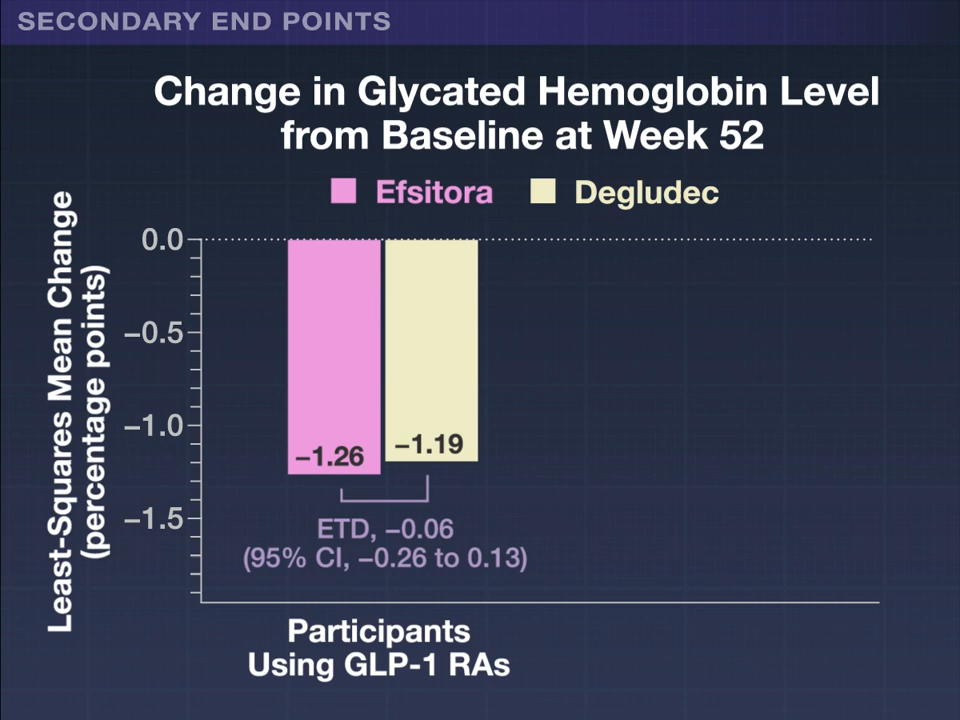 SECONDARY END POINTS
Change in Glycated Hemoglobin Level
from Baseline at Week 52
Efsitora
Degludec
Least-Squares Mean Change
(percentage points)
0.0
−0.5
−1.0
−1.5
−1.26
−1.19
ETD, −0.06
(95% CI, −0.26 to 0.13)
Participants
Using GLP-1 RAs